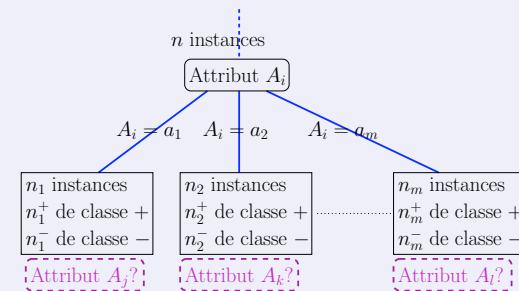 n instances
Attribut A_i
A_i = a_1 A_i = a_2 A_i = a_m
n_1 instances n_2 instances n_m instances
n_1^+ de classe + n_2^+ de classe + n_m^+ de classe +
n_1^- de classe − n_2^- de classe − n_m^- de classe −
Attribut A_j? Attribut A_k? Attribut A_l?